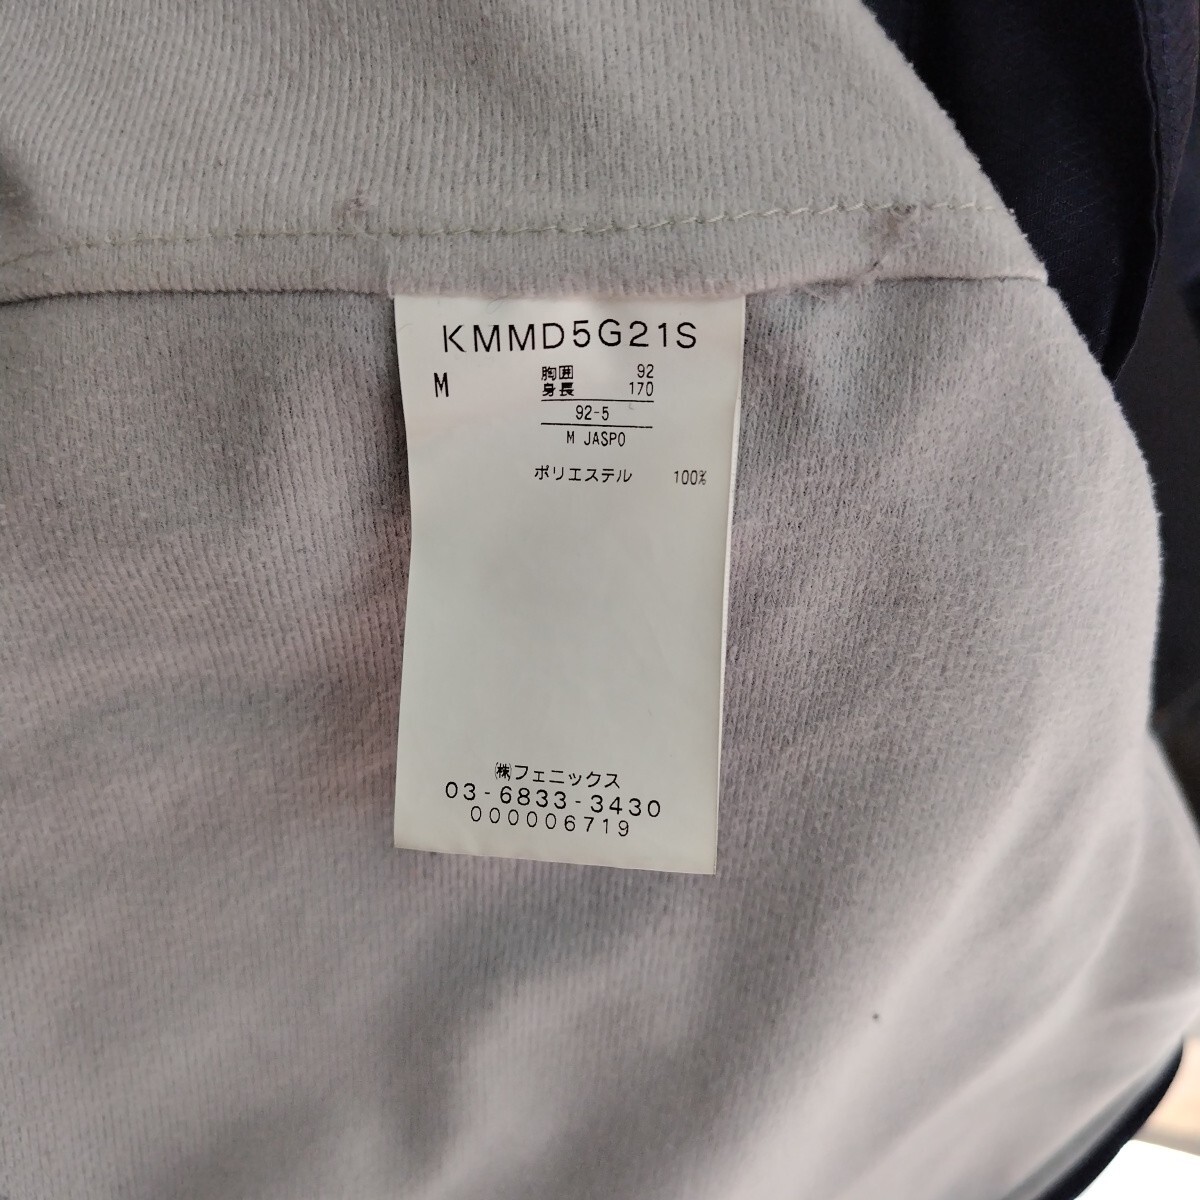 KMMD5G21S
M 胸囲 92
身長 170
92-5
M JASPO
ポリエステル 100%
㈱フェニックス
03-6833-3430
000006719